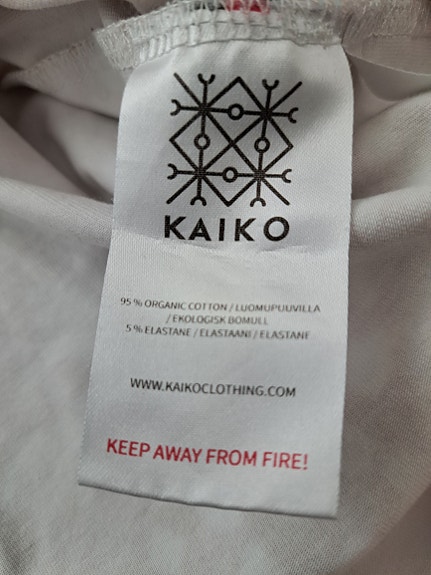 KAIKO
95 % ORGANIC COTTON / LUOMUPUUVILLA
/ EKOLOGISK BOMULL
5 % ELASTANE / ELASTAANI / ELASTANE
WWW.KAIKOCLOTHING.COM
KEEP AWAY FROM FIRE!